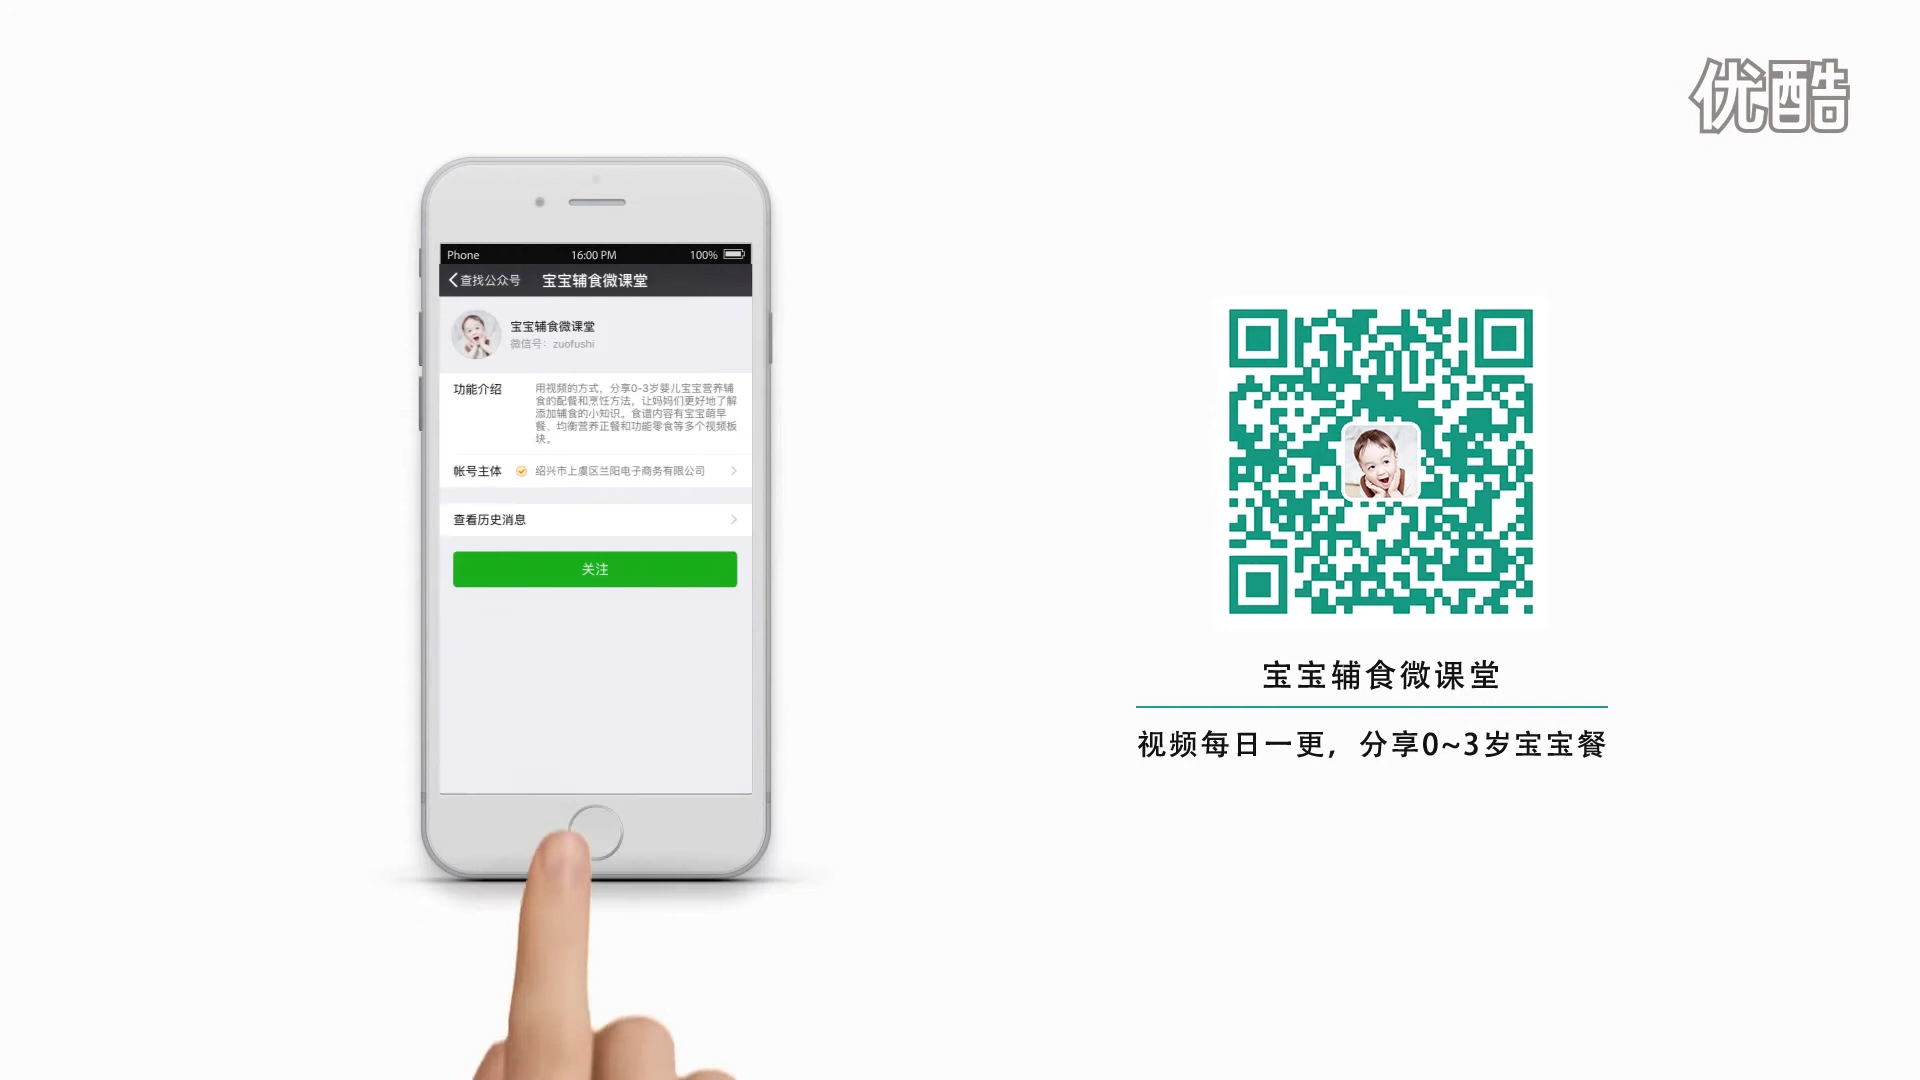 优酷
Phone 16:00 PM 100%
查找公众号 宝宝辅食微课堂
宝宝辅食微课堂
微信号: zuofushi
功能介绍
用视频的方式，分享0-3岁婴儿宝宝营养辅
食的配餐和烹饪方法，让妈妈们更好地了解
添加辅食的小知识。食谱内容有宝宝萌早
餐、均衡营养正餐和功能零食等多个视频板
块。
帐号主体 绍兴市上虞区兰阳电子商务有限公司
查看历史消息
关注
宝宝辅食微课堂
视频每日一更，分享0~3岁宝宝餐